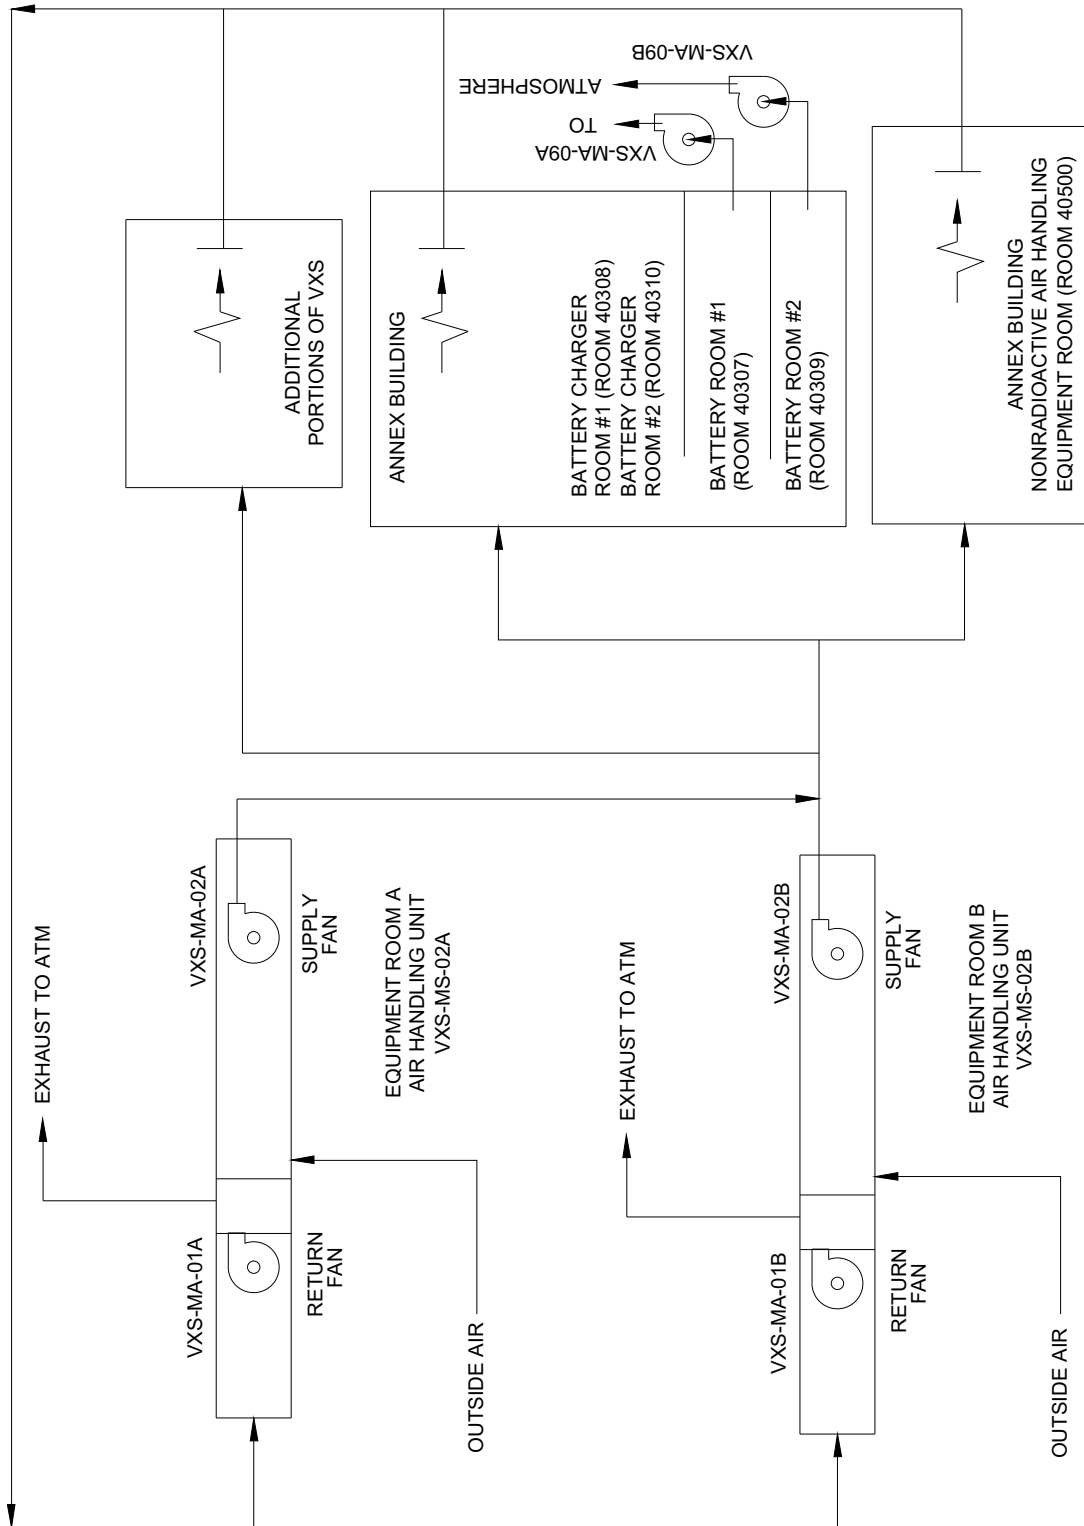 EXHAUST TO ATM
VXS-MA-01A
RETURN
FAN
VXS-MA-02A
SUPPLY
FAN
EQUIPMENT ROOM A
AIR HANDLING UNIT
VXS-MS-02A
OUTSIDE AIR
EXHAUST TO ATM
VXS-MA-01B
RETURN
FAN
VXS-MA-02B
SUPPLY
FAN
EQUIPMENT ROOM B
AIR HANDLING UNIT
VXS-MS-02B
OUTSIDE AIR
ADDITIONAL
PORTIONS OF VXS
ANNEX BUILDING
BATTERY CHARGER
ROOM #1 (ROOM 40308)
BATTERY CHARGER
ROOM #2 (ROOM 40310)
BATTERY ROOM #1
(ROOM 40307)
BATTERY ROOM #2
(ROOM 40309)
VXS-MA-09A
TO
ATMOSPHERE
VXS-MA-09B
ANNEX BUILDING
NONRADIOACTIVE AIR HANDLING
EQUIPMENT ROOM (ROOM 40500)